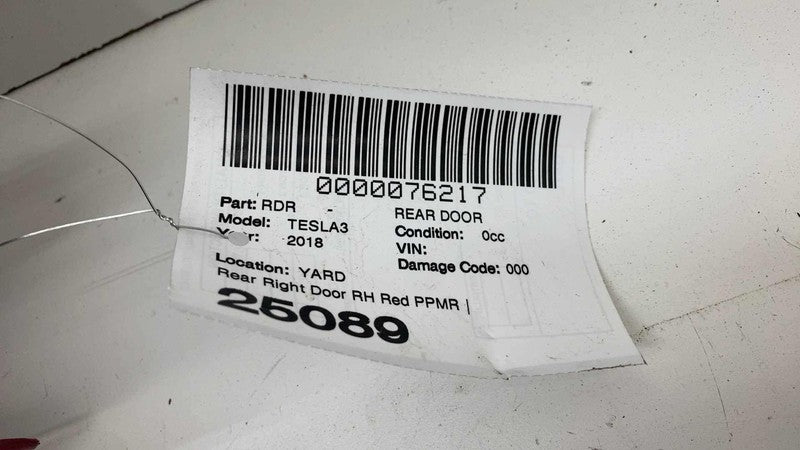 0000076217
Part: RDR - REAR DOOR
Model: TESLA3 Condition: 0cc
Year: 2018 VIN:
Location: YARD Damage Code: 000
Rear Right Door RH Red PPMR |
25089